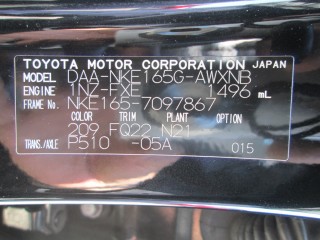 TOYOTA MOTOR CORPORATION JAPAN
MODEL DAA-NKE165G-AWXNB
ENGINE 1NZ-FXE 1496 mL
FRAME No. NKE165-7097867
COLOR TRIM PLANT OPTION
209 FQ22 N21
TRANS./AXLE P510 -05A 015